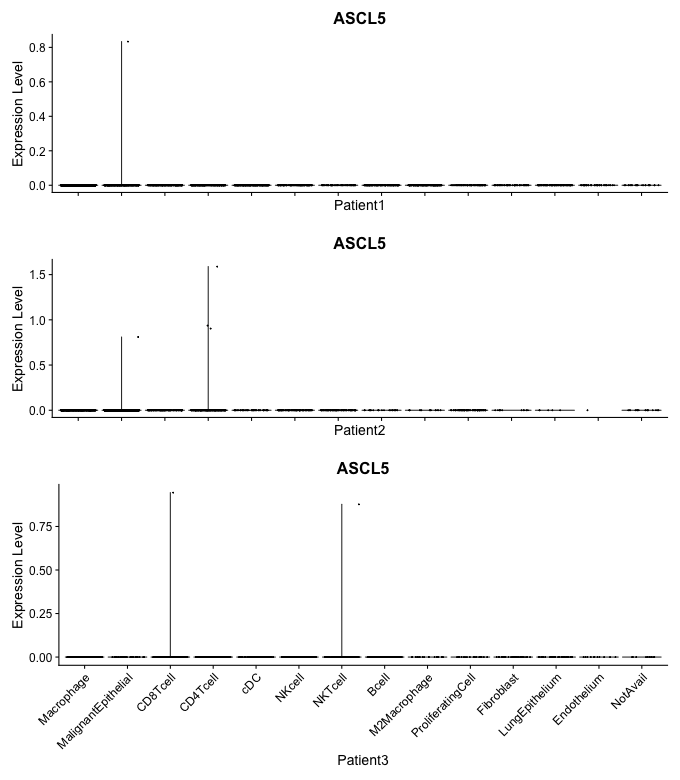 ASCL5
Expression Level
0.8
0.6
0.4
0.2
0.0
Patient1
ASCL5
Expression Level
1.5
1.0
0.5
0.0
Patient2
ASCL5
Expression Level
0.75
0.50
0.25
0.00
Macrophage
MalignantEpithelial
CD8Tcell
CD4Tcell
cDC
NKcell
NKTcell
Bcell
M2Macrophage
ProliferatingCell
Fibroblast
LungEpithelium
Endothelium
NotAvail
Patient3